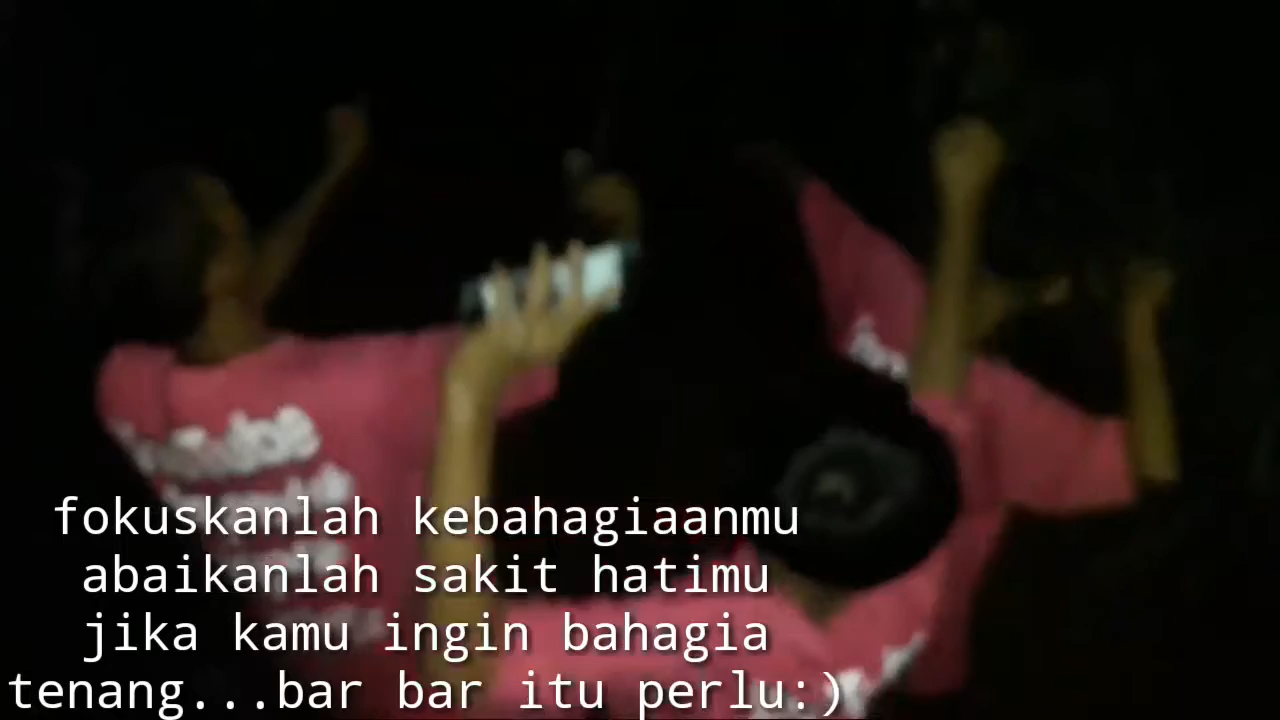 fokuskanlah kebahagiaanmu
abaikanlah sakit hatimu
jika kamu ingin bahagia
tenang...bar bar itu perlu:)